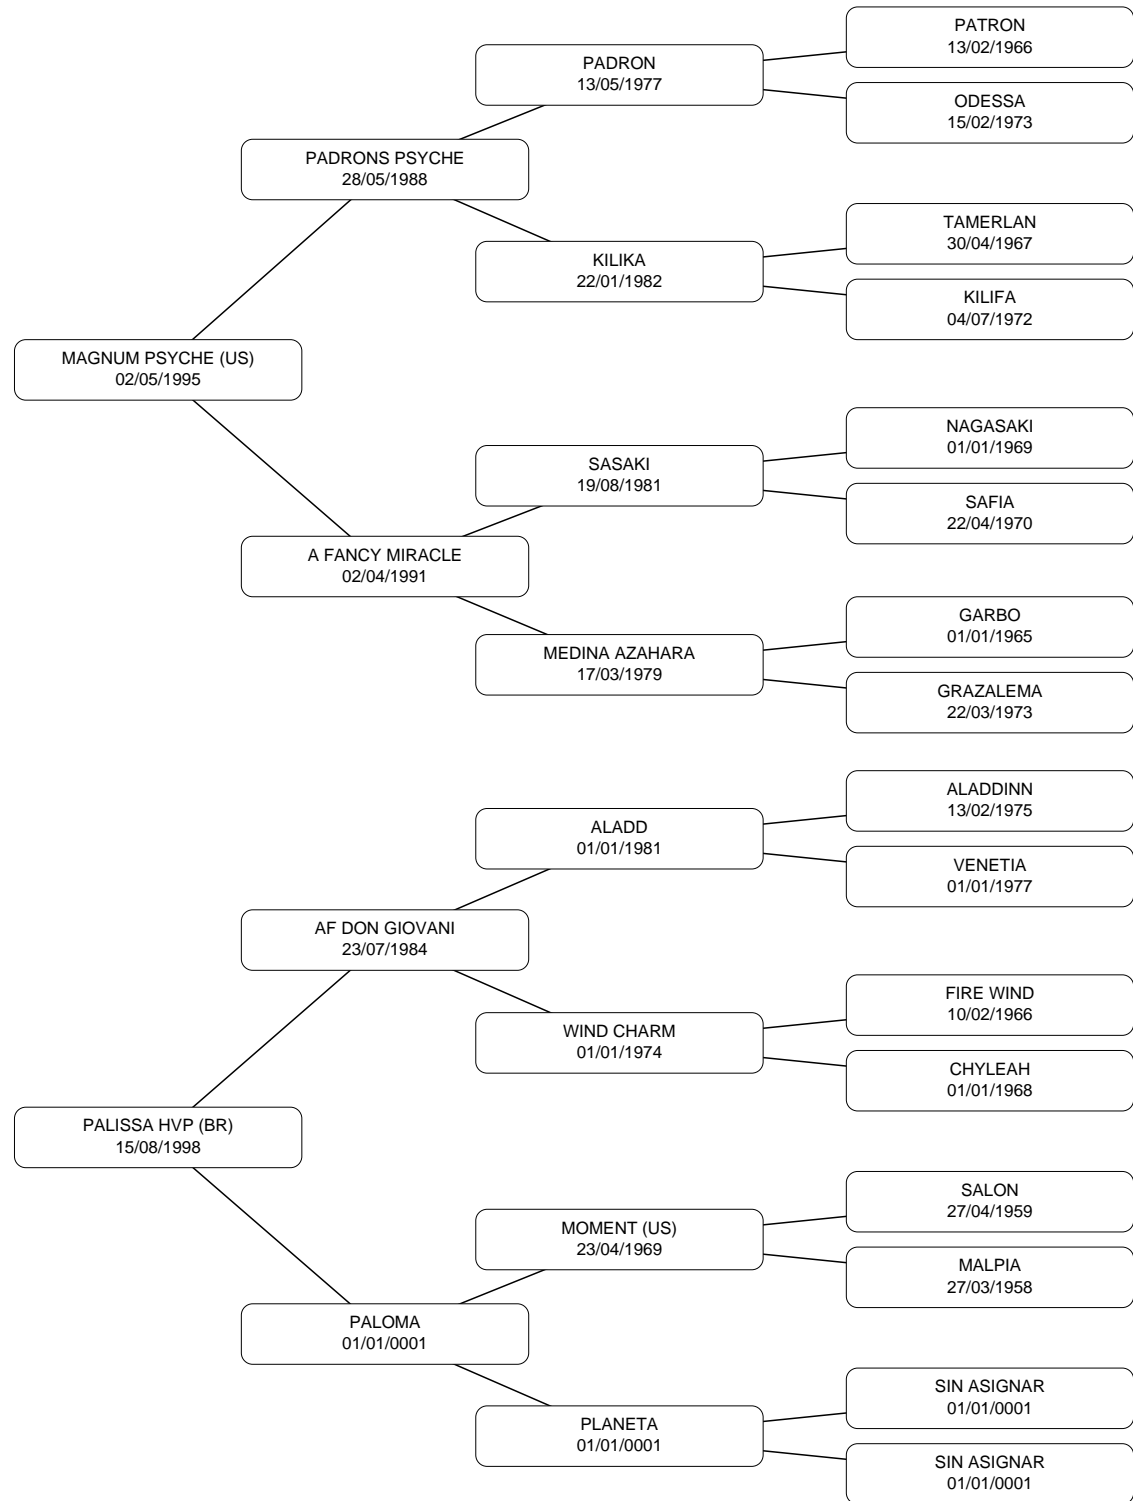 PATRON
13/02/1966
PADRON
13/05/1977
ODESSA
15/02/1973
PADRONS PSYCHE
28/05/1988
TAMERLAN
30/04/1967
KILIKA
22/01/1982
KILIFA
04/07/1972
MAGNUM PSYCHE (US)
02/05/1995
NAGASAKI
01/01/1969
SASAKI
19/08/1981
SAFIA
22/04/1970
A FANCY MIRACLE
02/04/1991
GARBO
01/01/1965
MEDINA AZAHARA
17/03/1979
GRAZALEMA
22/03/1973
ALADDINN
13/02/1975
ALADD
01/01/1981
VENETIA
01/01/1977
AF DON GIOVANI
23/07/1984
FIRE WIND
10/02/1966
WIND CHARM
01/01/1974
CHYLEAH
01/01/1968
PALISSA HVP (BR)
15/08/1998
SALON
27/04/1959
MOMENT (US)
23/04/1969
MALPIA
27/03/1958
PALOMA
01/01/0001
SIN ASIGNAR
01/01/0001
PLANETA
01/01/0001
SIN ASIGNAR
01/01/0001